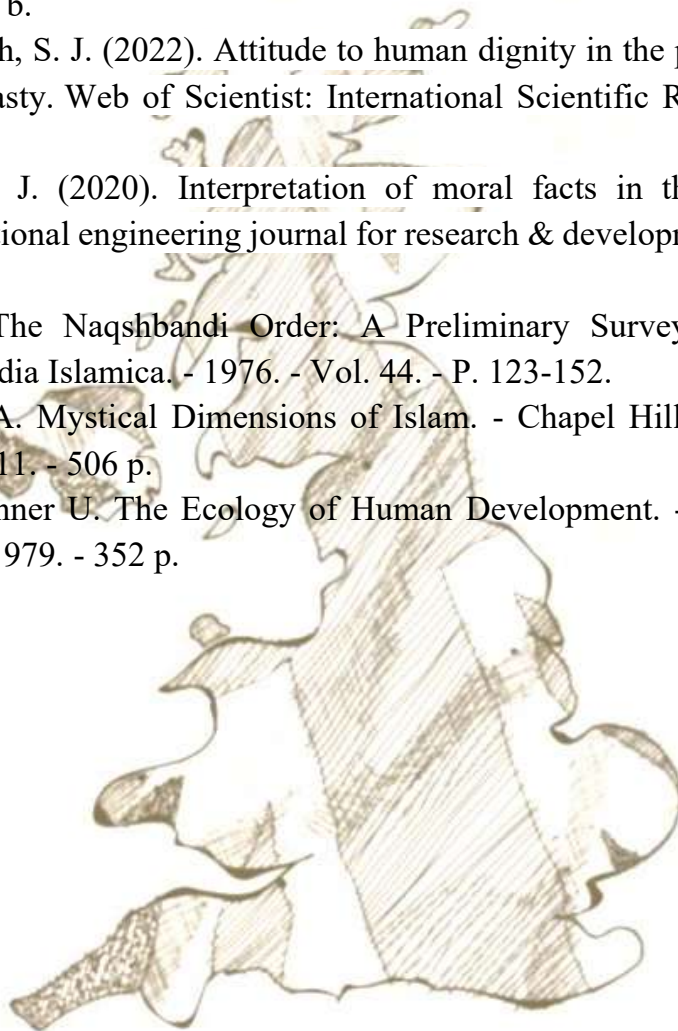 b.
h, S. J. (2022). Attitude to human dignity in the p
asty. Web of Scientist: International Scientific R
J. (2020). Interpretation of moral facts in th
tional engineering journal for research & developm
The Naqshbandi Order: A Preliminary Survey
dia Islamica. - 1976. - Vol. 44. - P. 123-152.
A. Mystical Dimensions of Islam. - Chapel Hill
11. - 506 p.
nner U. The Ecology of Human Development. -
979. - 352 p.